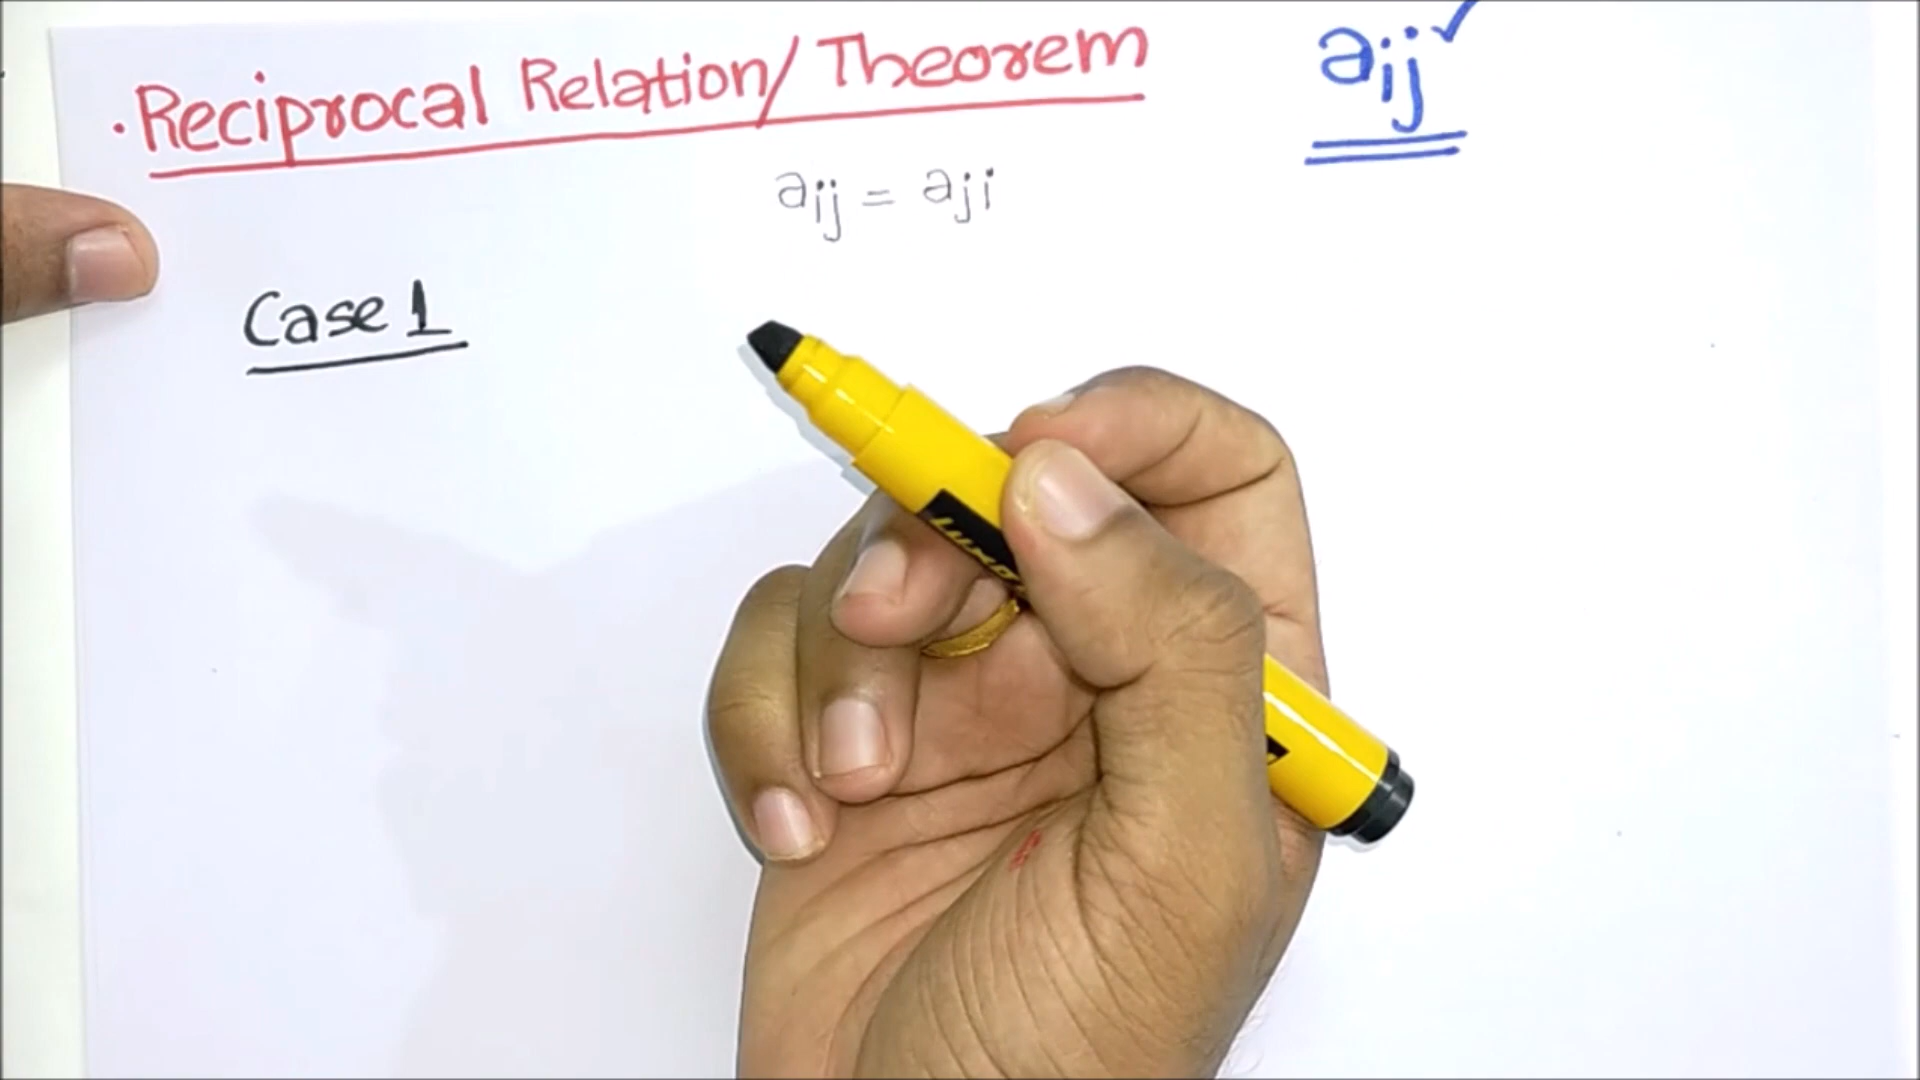 · Reciprocal Relation/Theorem
aij ✓
aij = aji
Case 1